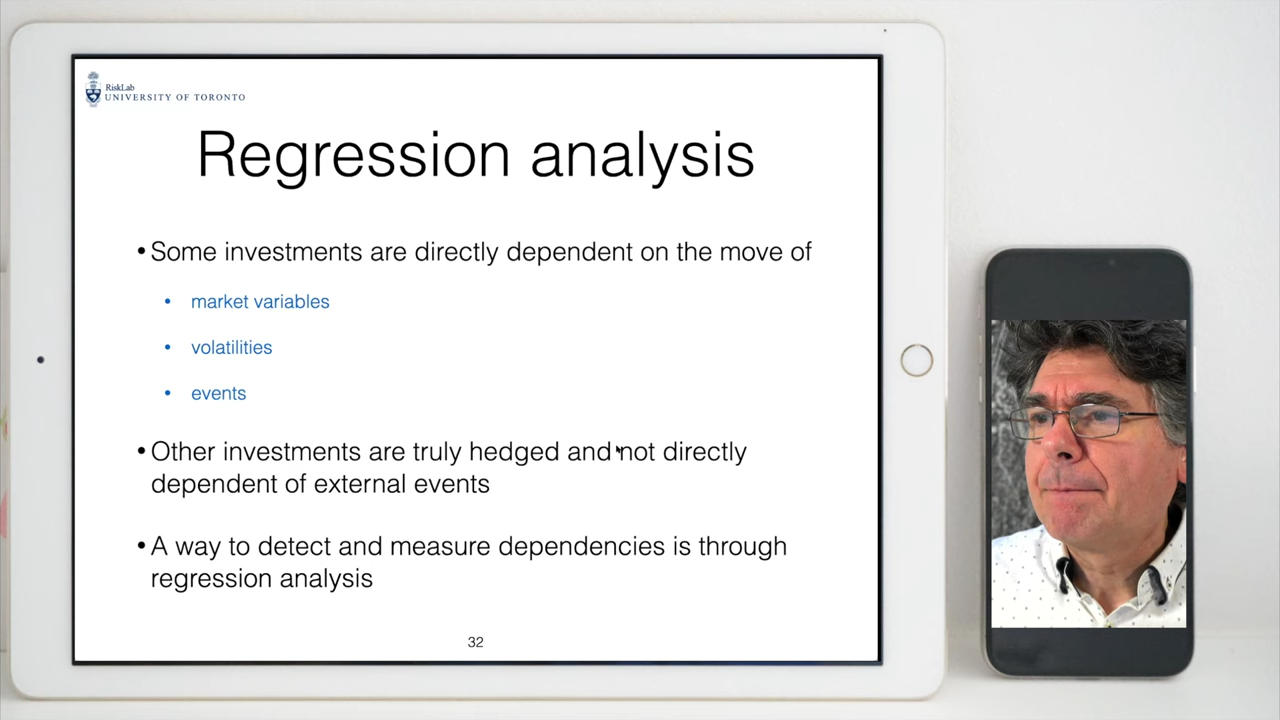 RiskLab
UNIVERSITY OF TORONTO
Regression analysis
• Some investments are directly dependent on the move of
• market variables
• volatilities
• events
• Other investments are truly hedged and not directly
dependent of external events
• A way to detect and measure dependencies is through
regression analysis
32